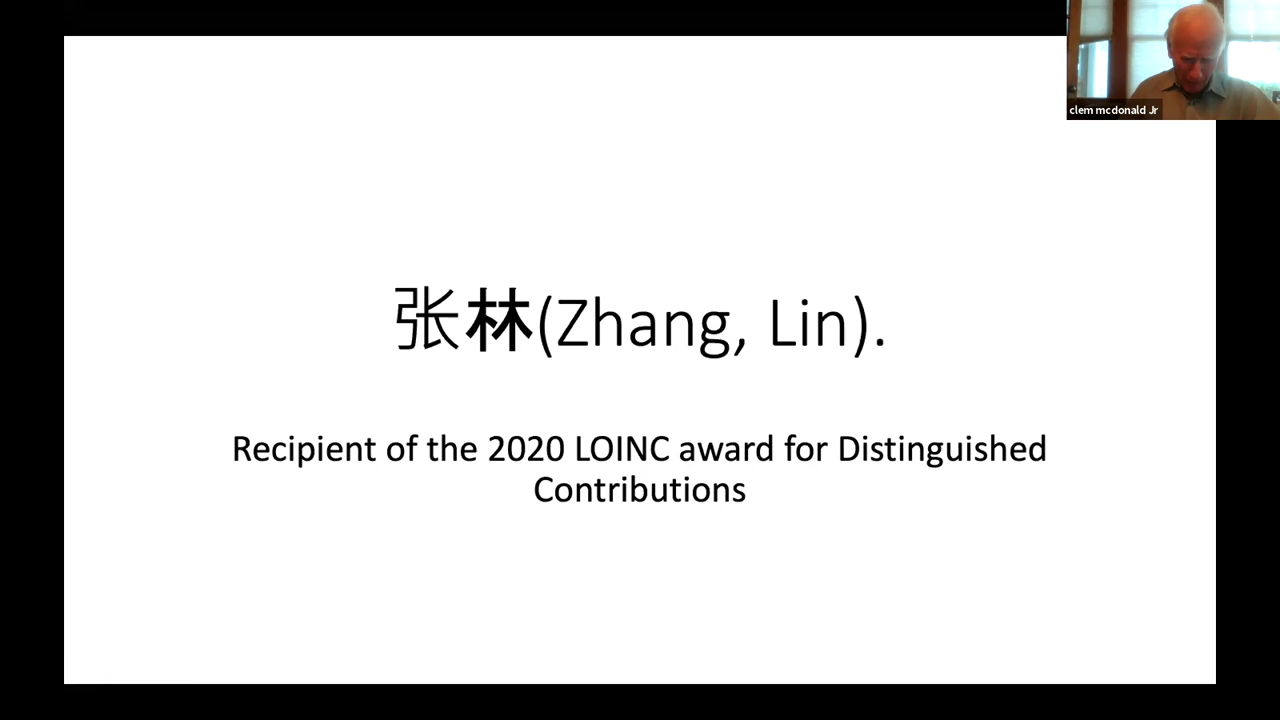 clem mcdonald Jr
张林(Zhang, Lin).
Recipient of the 2020 LOINC award for Distinguished
Contributions